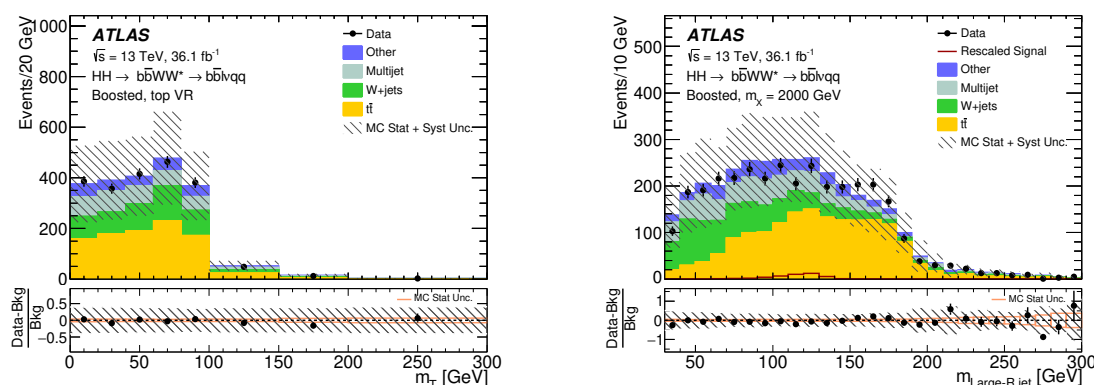 ATLAS
√s = 13 TeV, 36.1 fb⁻¹
HH → bb̄WW* → bb̄lνqq
Boosted, top VR
Data
Other
Multijet
W+jets
tt̄
MC Stat + Syst Unc.
Events/20 GeV
1000
800
600
400
200
0
MC Stat Unc.
Data-Bkg
Bkg
0.5
0
−0.5
0 50 100 150 200 250 300
m_T [GeV]
ATLAS
√s = 13 TeV, 36.1 fb⁻¹
HH → bb̄WW* → bb̄lνqq
Boosted, m_X = 2000 GeV
Data
Rescaled Signal
Other
Multijet
W+jets
tt̄
MC Stat + Syst Unc.
Events/10 GeV
500
400
300
200
100
0
MC Stat Unc.
Data-Bkg
Bkg
1
0
−1
50 100 150 200 250 300
m_Large-R jet [GeV]